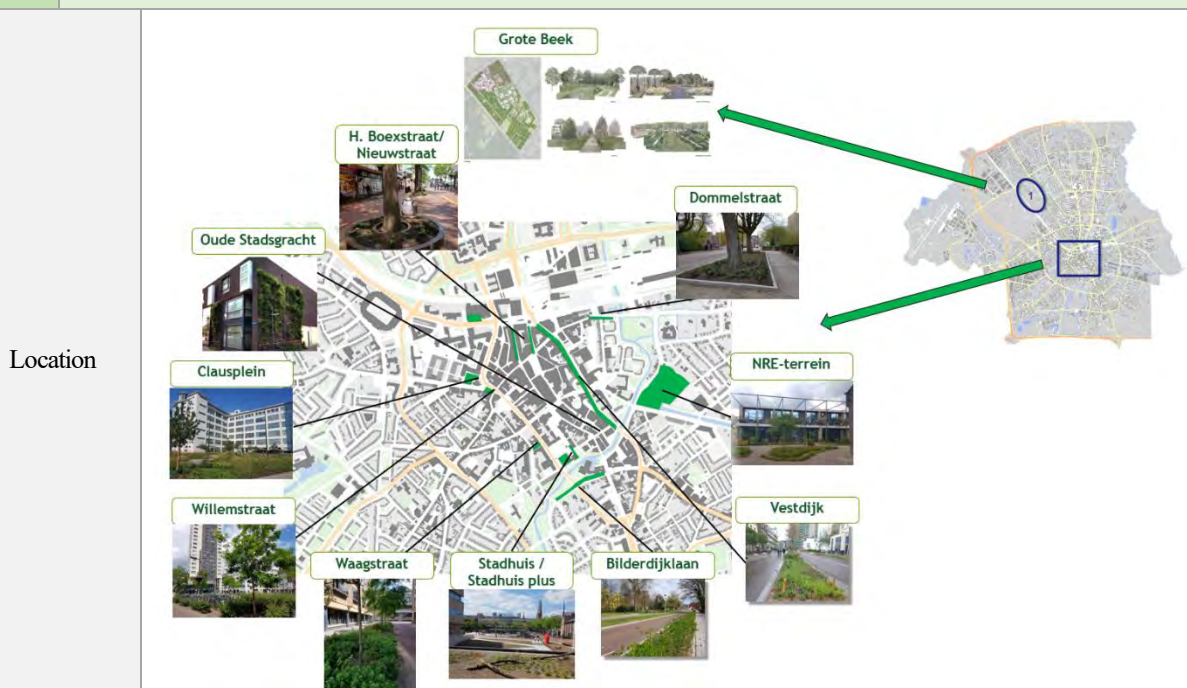 Location
Grote Beek
H. Boexstraat/
Nieuwstraat
Dommelstraat
Oude Stadsgracht
1
Clausplein
NRE-terrein
Willemstraat
Vestdijk
Waagstraat
Stadhuis /
Stadhuis plus
Bilderdijklaan